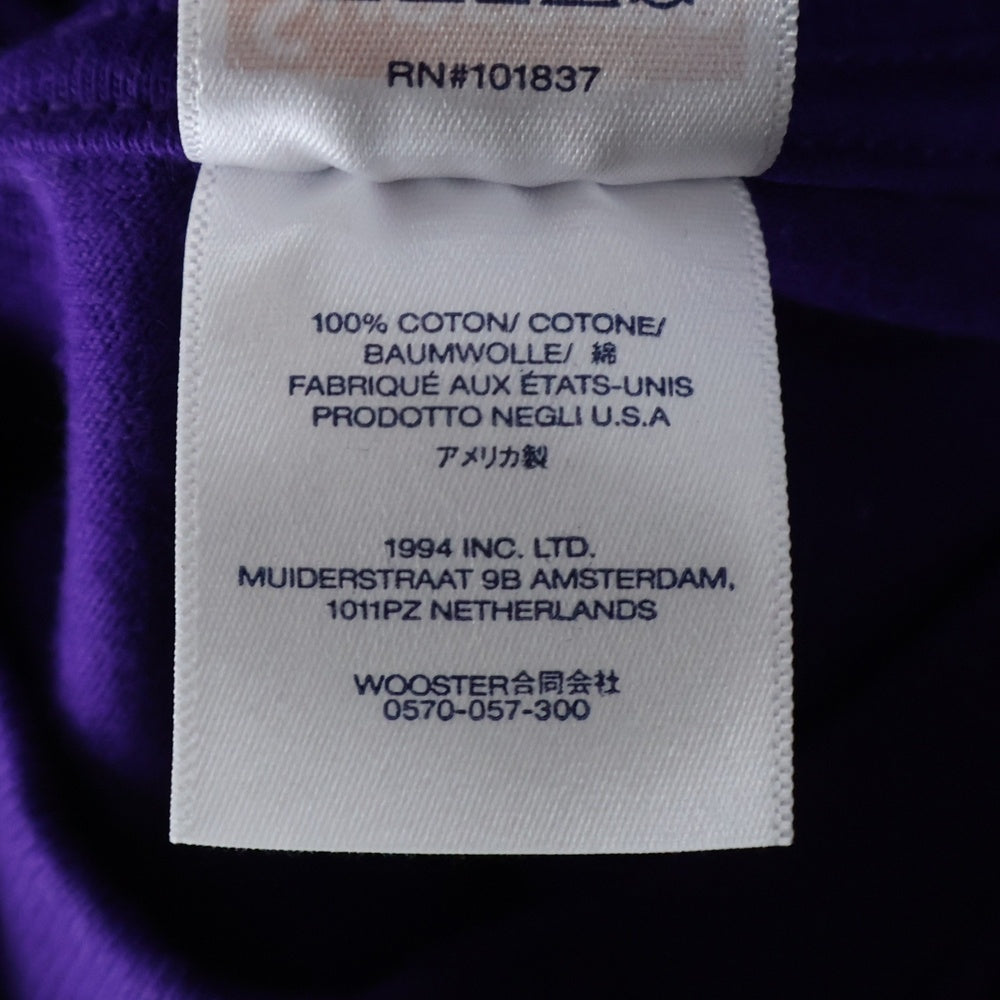 RN#101837
100% COTON/ COTONE/
BAUMWOLLE/ 綿
FABRIQUÉ AUX ÉTATS-UNIS
PRODOTTO NEGLI U.S.A
アメリカ製
1994 INC. LTD.
MUIDERSTRAAT 9B AMSTERDAM,
1011PZ NETHERLANDS
WOOSTER合同会社
0570-057-300